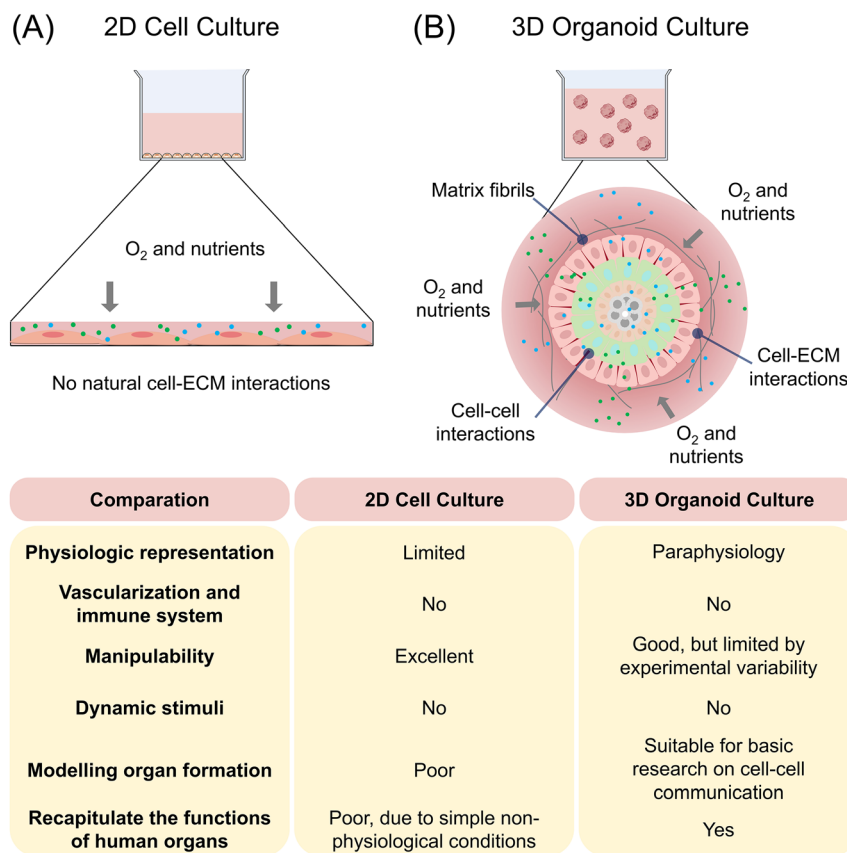 (A) 2D Cell Culture
O₂ and nutrients
No natural cell-ECM interactions
(B) 3D Organoid Culture
Matrix fibrils
O₂ and
nutrients
O₂ and
nutrients
Cell-ECM
interactions
Cell-cell
interactions
O₂ and
nutrients
Comparation 2D Cell Culture 3D Organoid Culture
Physiologic representation Limited Paraphysiology
Vascularization and
immune system No No
Manipulability Excellent Good, but limited by
experimental variability
Dynamic stimuli No No
Modelling organ formation Poor Suitable for basic
research on cell-cell
communication
Recapitulate the functions
of human organs Poor, due to simple non-
physiological conditions Yes